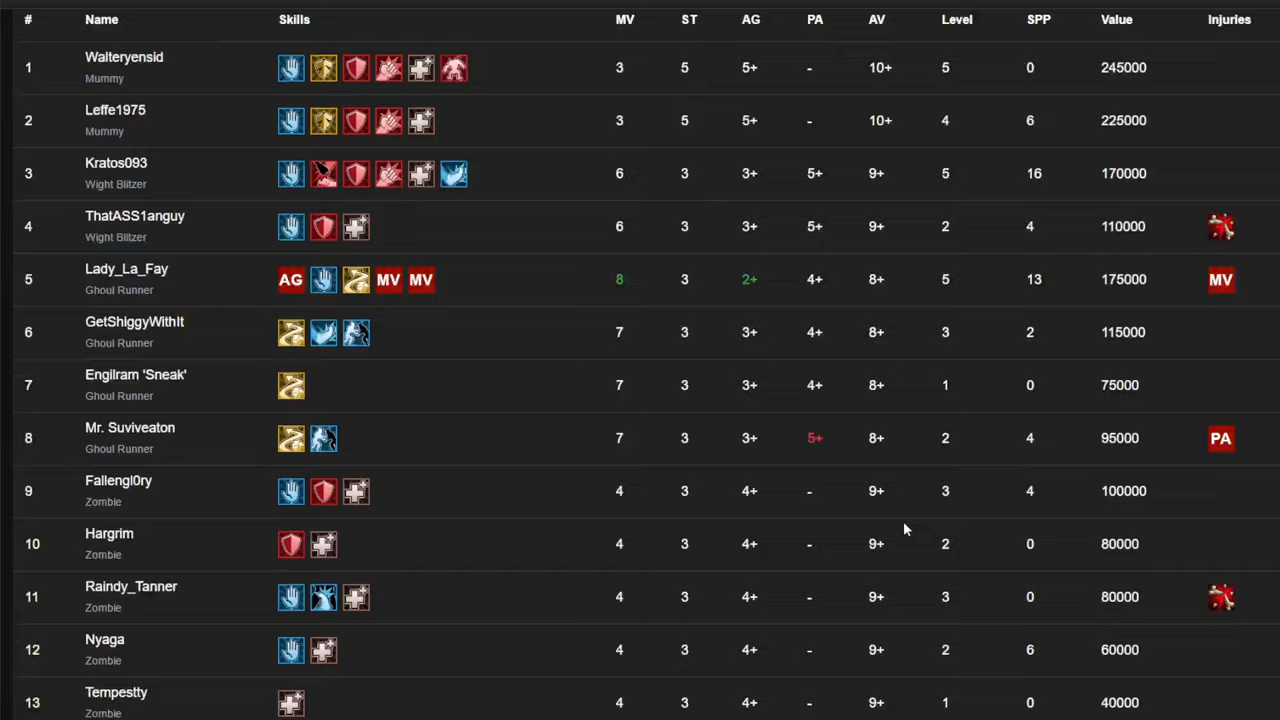 # Name Skills MV ST AG PA AV Level SPP Value Injuries
1 Walteryensid 3 5 5+ - 10+ 5 0 245000
Mummy
2 Leffe1975 3 5 5+ - 10+ 4 6 225000
Mummy
3 Kratos093 6 3 3+ 5+ 9+ 5 16 170000
Wight Blitzer
4 ThatASS1anguy 6 3 3+ 5+ 9+ 2 4 110000
Wight Blitzer
5 Lady_La_Fay AG MV MV 8 3 2+ 4+ 8+ 5 13 175000 MV
Ghoul Runner
6 GetShiggyWithIt 7 3 3+ 4+ 8+ 3 2 115000
Ghoul Runner
7 Engilram 'Sneak' 7 3 3+ 4+ 8+ 1 0 75000
Ghoul Runner
8 Mr. Suviveaton 7 3 3+ 5+ 8+ 2 4 95000 PA
Ghoul Runner
9 Fallengl0ry 4 3 4+ - 9+ 3 4 100000
Zombie
10 Hargrim 4 3 4+ - 9+ 2 0 80000
Zombie
11 Raindy_Tanner 4 3 4+ - 9+ 3 0 80000
Zombie
12 Nyaga 4 3 4+ - 9+ 2 6 60000
Zombie
13 Tempestty 4 3 4+ - 9+ 1 0 40000
Zombie